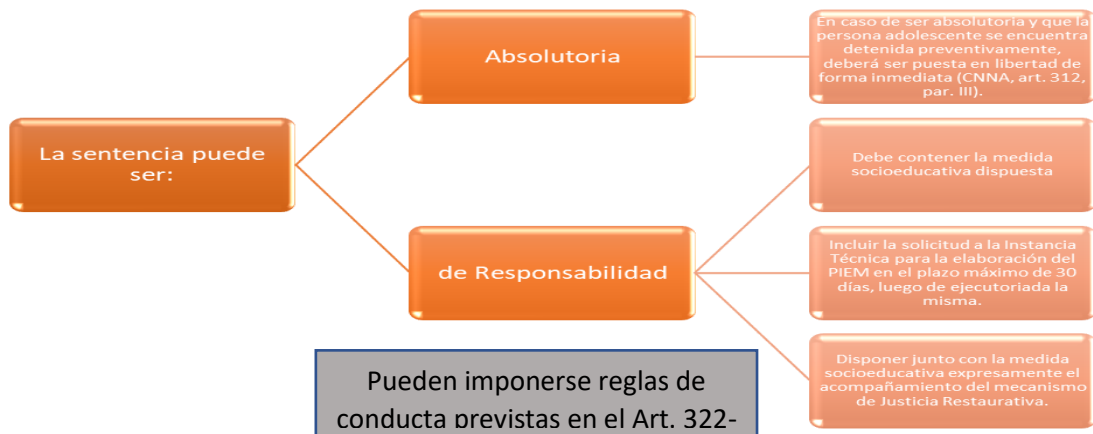 La sentencia puede
ser:
Absolutoria
En caso de ser absolutoria y que la
persona adolescente se encuentra
detenida preventivamente,
deberá ser puesta en libertad de
forma inmediata (CNNA, art. 312,
par. III).
de Responsabilidad
Debe contener la medida
socioeducativa dispuesta
Incluir la solicitud a la Instancia
Técnica para la elaboración del
PIEM en el plazo máximo de 30
días, luego de ejecutoriada la
misma.
Disponer junto con la medida
socioeducativa expresamente el
acompañamiento del mecanismo
de Justicia Restaurativa.
Pueden imponerse reglas de
conducta previstas en el Art. 322-